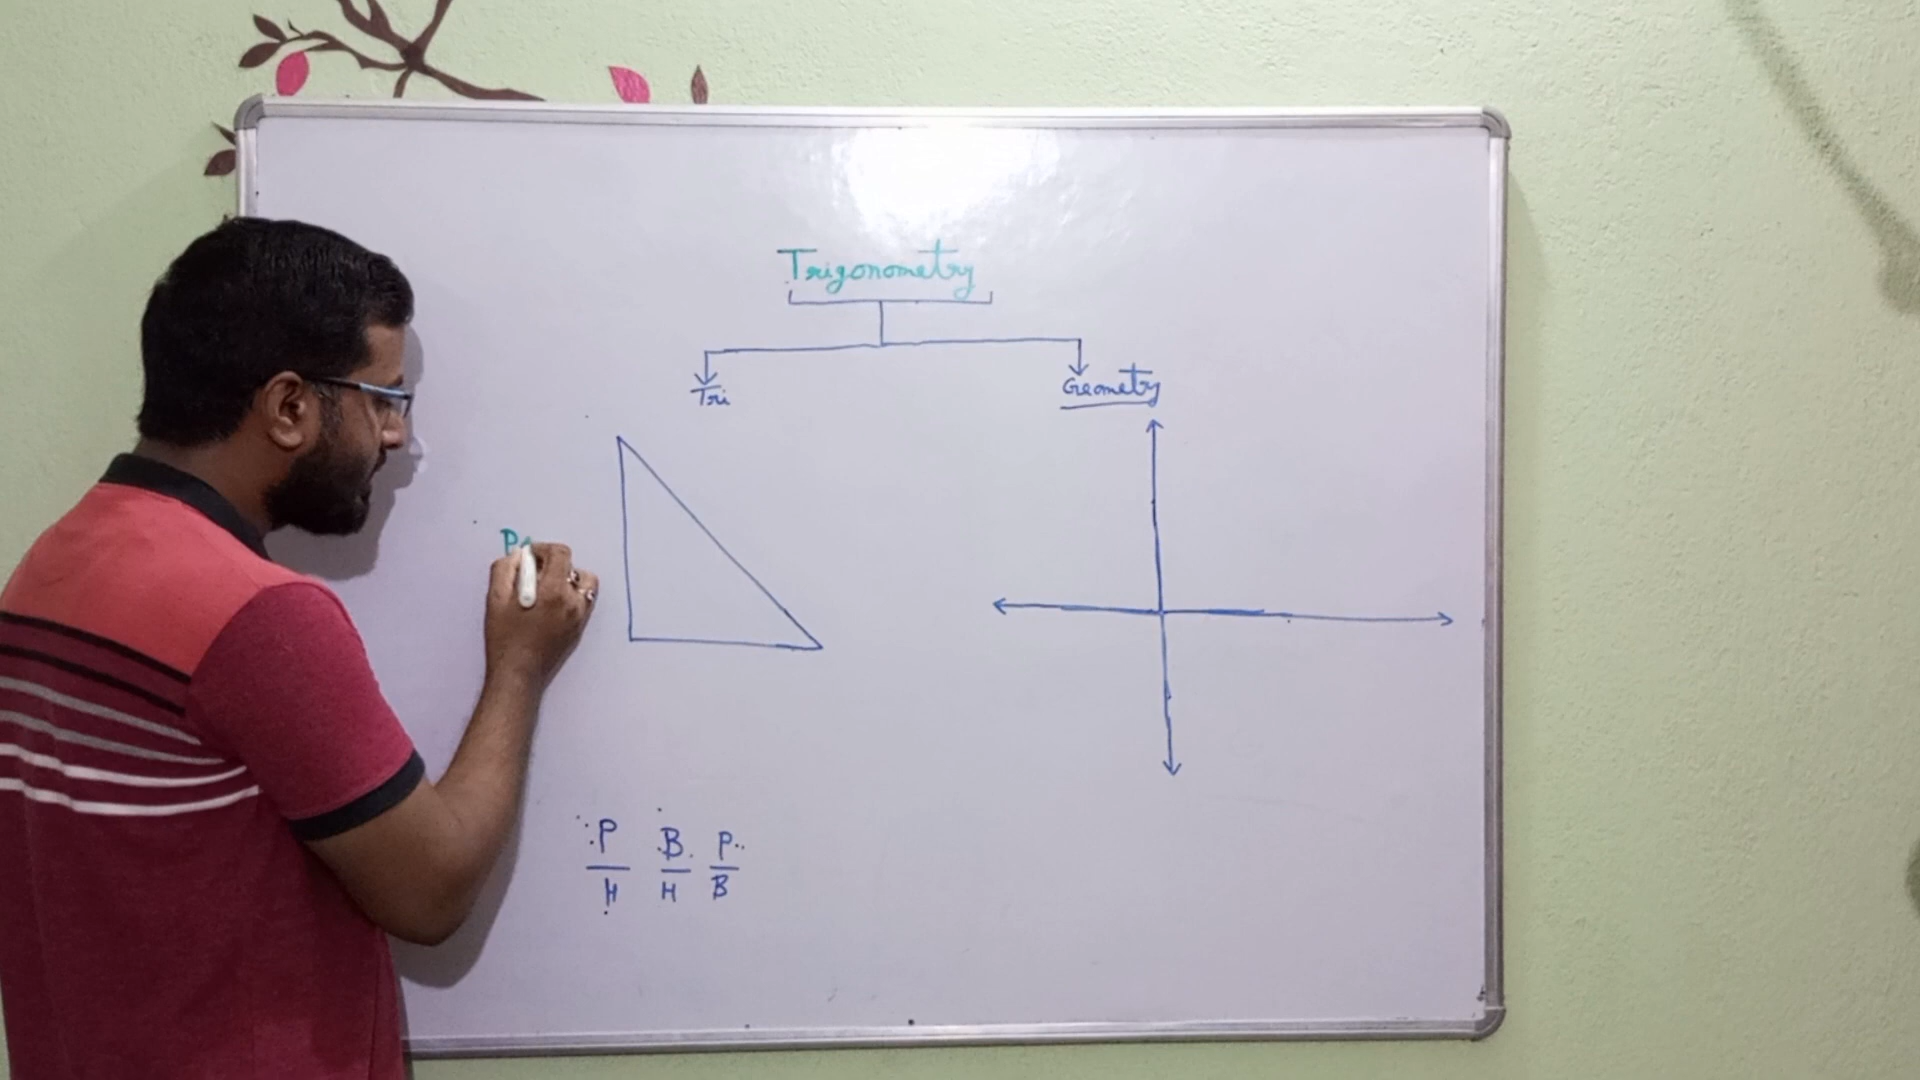 Trigonometry
Tri
Geometry
P B P
H H B